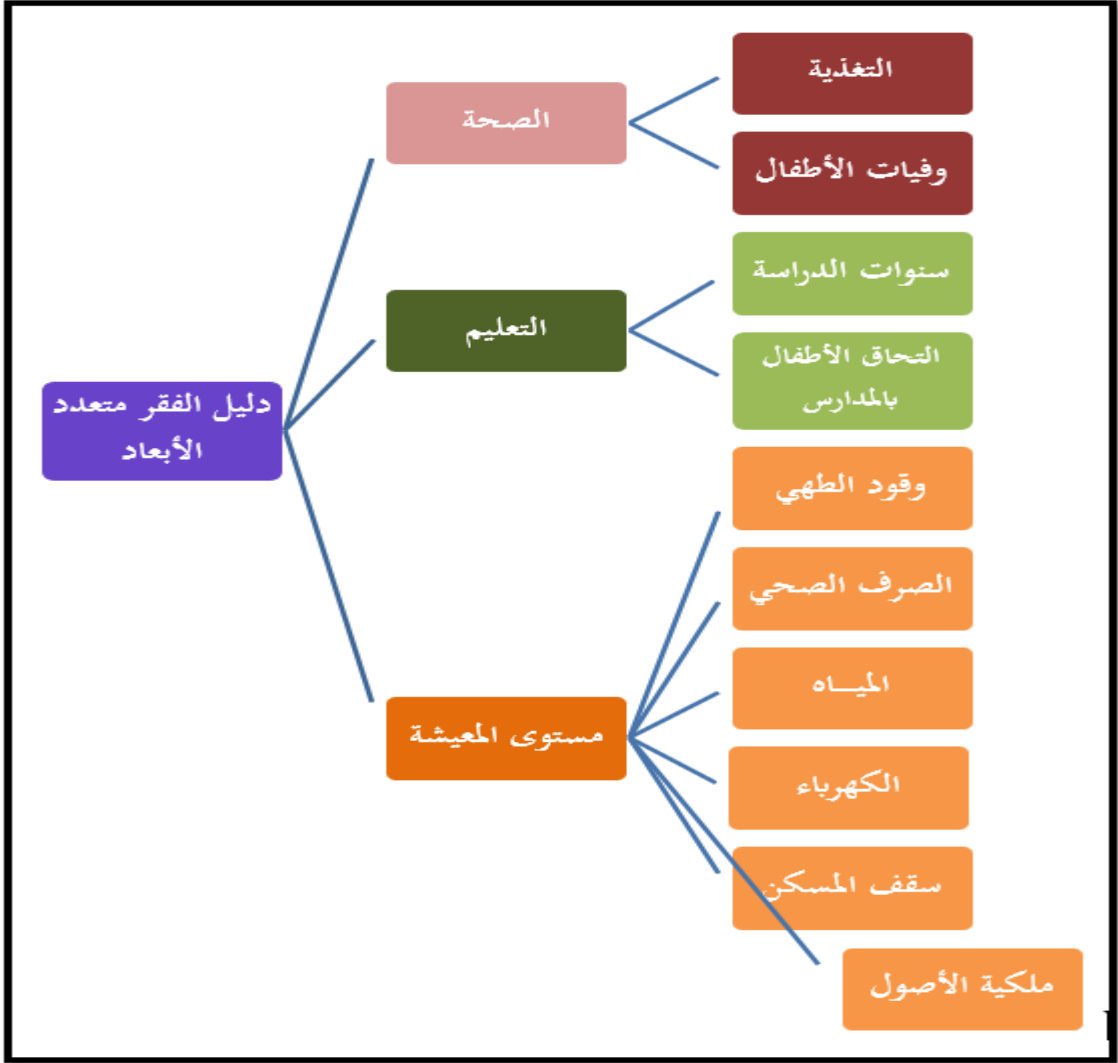 دليل الفقر متعدد
الأبعاد
الصحة
التغذية
وفيات الأطفال
التعليم
سنوات الدراسة
التحاق الأطفال
بالمدارس
مستوى المعيشة
وقود الطهي
الصرف الصحي
الميــاه
الكهرباء
سقف المسكن
ملكية الأصول